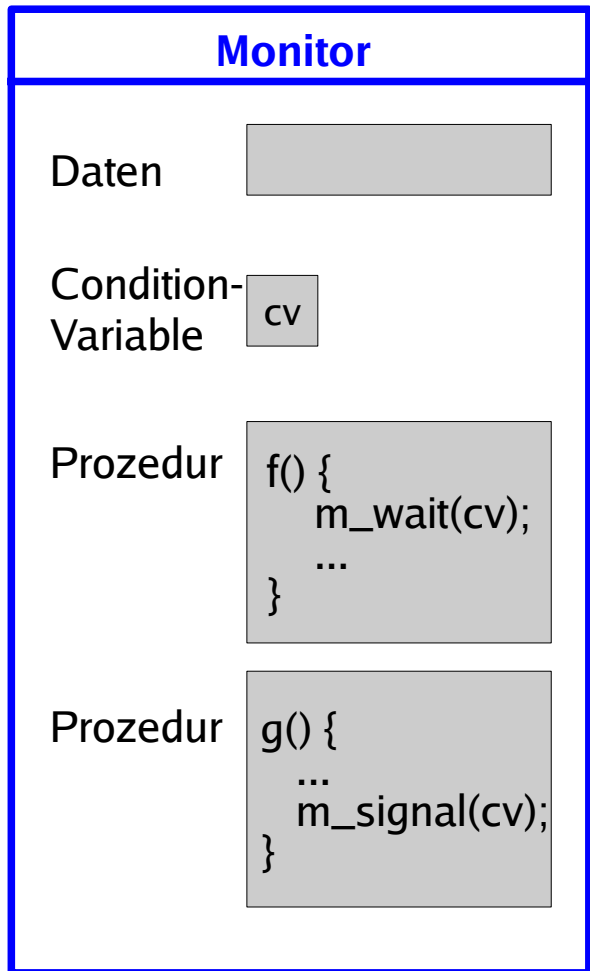 Monitor
Daten
Condition-
Variable
cv
Prozedur
f() {
m_wait(cv);
...
}
Prozedur
g() {
...
m_signal(cv);
}